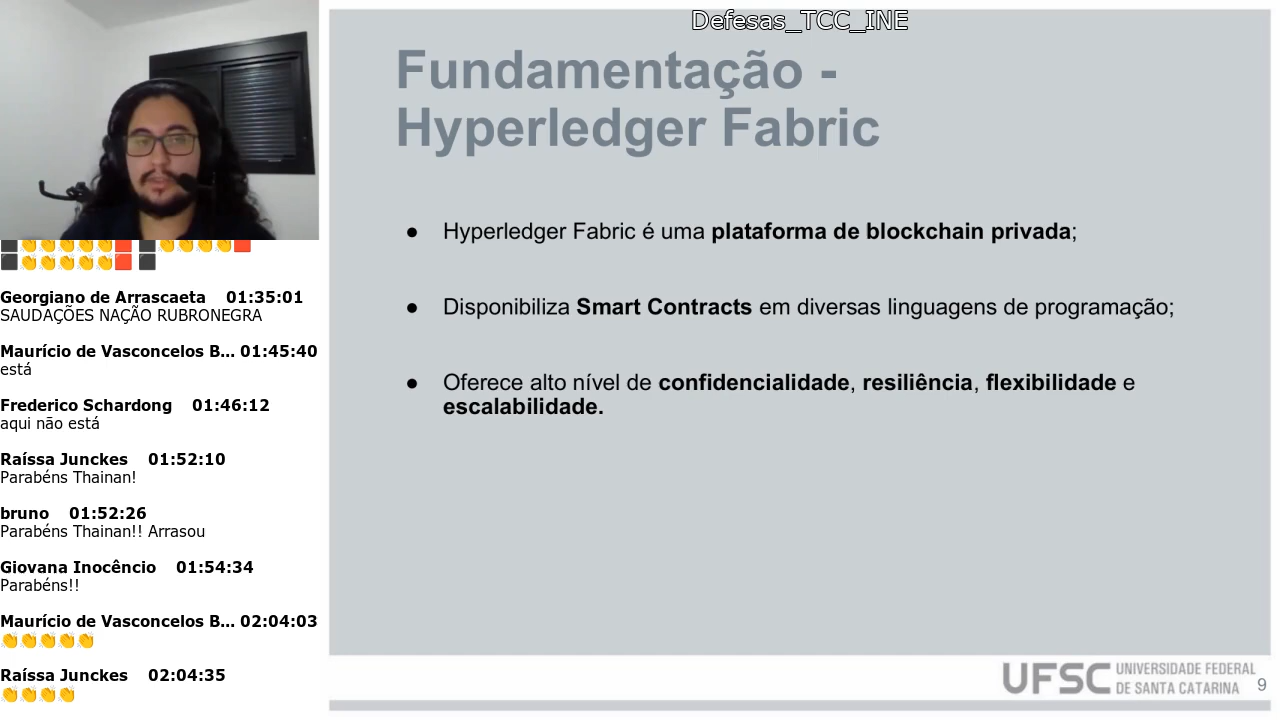 Defesas_TCC_INE
Fundamentação -
Hyperledger Fabric
● Hyperledger Fabric é uma plataforma de blockchain privada;
● Disponibiliza Smart Contracts em diversas linguagens de programação;
● Oferece alto nível de confidencialidade, resiliência, flexibilidade e
escalabilidade.
UFSC UNIVERSIDADE FEDERAL
DE SANTA CATARINA
9
⬛👏👏👏👏👏🟥 ⬛👏👏👏👏🟥
⬛👏👏👏👏👏🟥 ⬛
Georgiano de Arrascaeta 01:35:01
SAUDAÇÕES NAÇÃO RUBRONEGRA
Maurício de Vasconcelos B... 01:45:40
está
Frederico Schardong 01:46:12
aqui não está
Raíssa Junckes 01:52:10
Parabéns Thainan!
bruno 01:52:26
Parabéns Thainan!! Arrasou
Giovana Inocêncio 01:54:34
Parabéns!!
Maurício de Vasconcelos B... 02:04:03
👏👏👏👏👏
Raíssa Junckes 02:04:35
👏👏👏👏